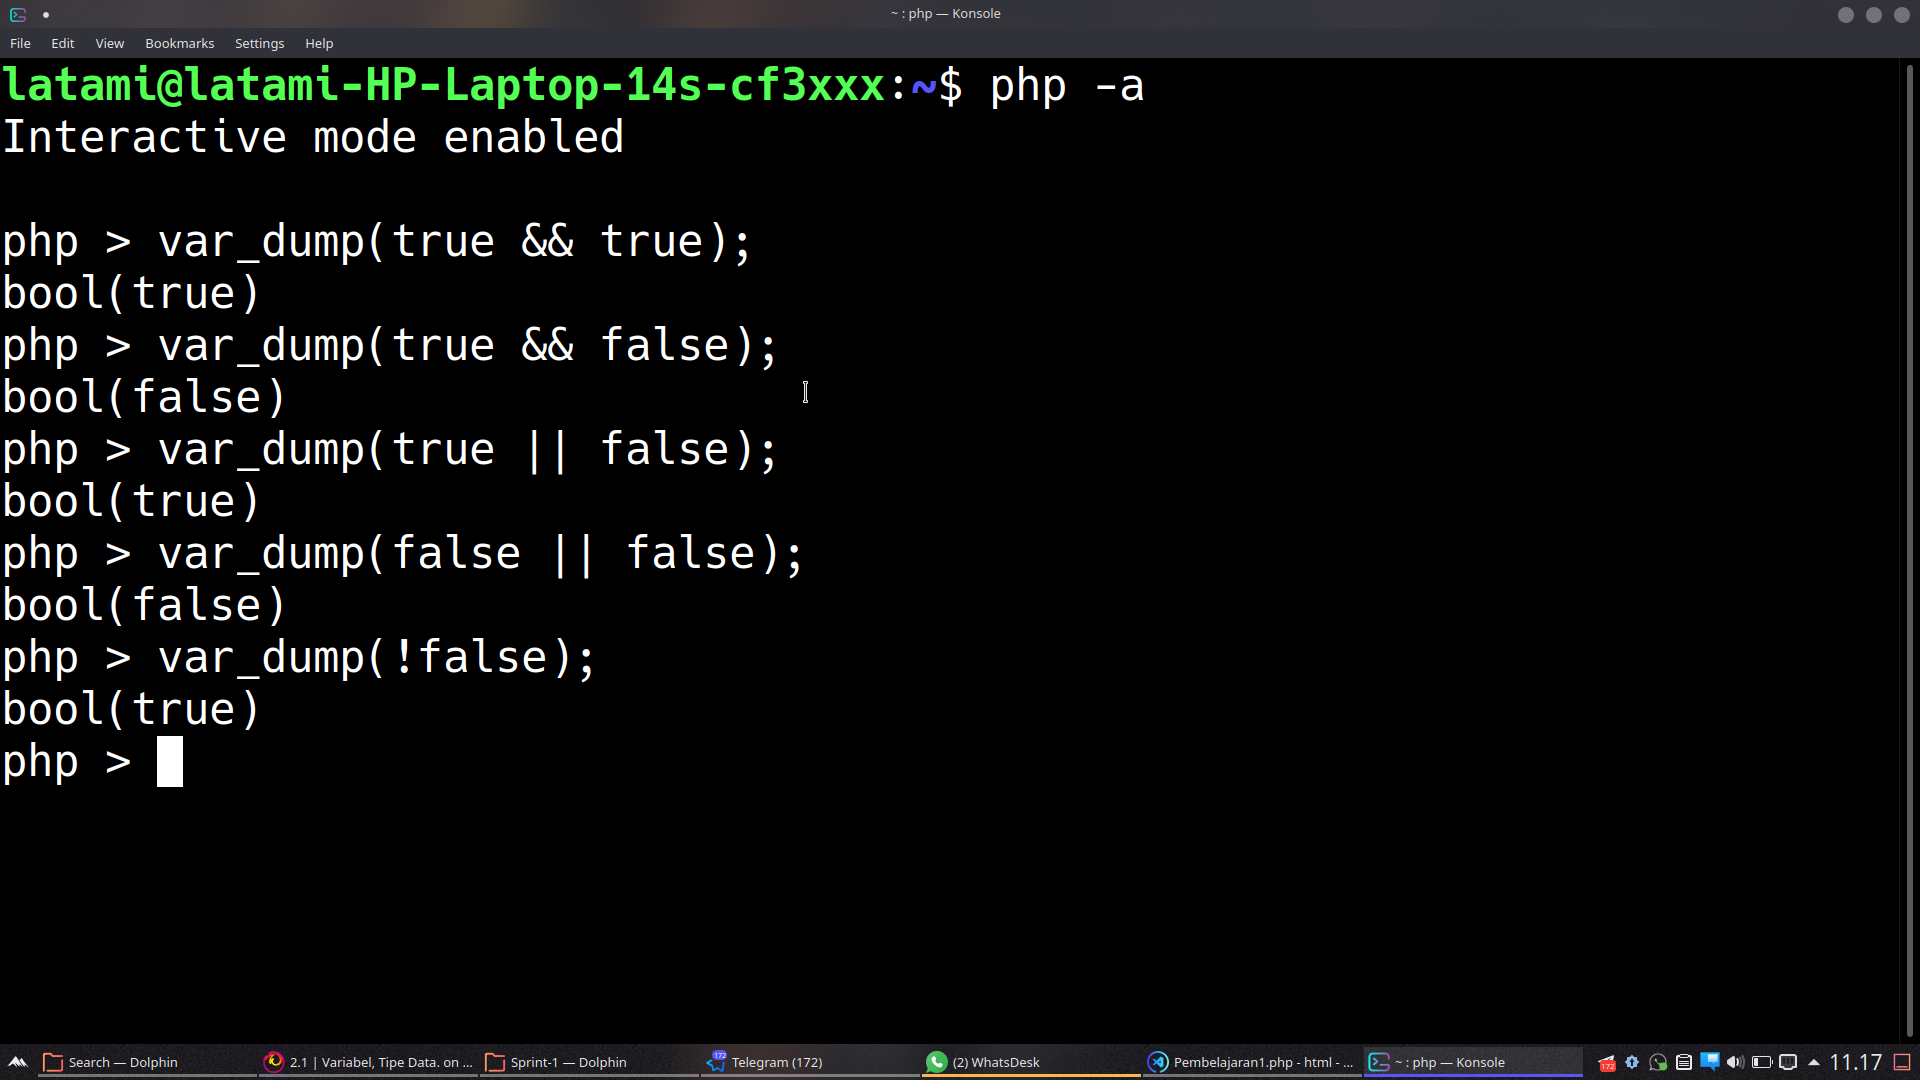 ~ : php — Konsole
File Edit View Bookmarks Settings Help
latami@latami-HP-Laptop-14s-cf3xxx:~$ php -a
Interactive mode enabled
php > var_dump(true && true);
bool(true)
php > var_dump(true && false);
bool(false)
php > var_dump(true || false);
bool(true)
php > var_dump(false || false);
bool(false)
php > var_dump(!false);
bool(true)
php >
Search — Dolphin 2.1 | Variabel, Tipe Data. on ... Sprint-1 — Dolphin 172 Telegram (172) (2) WhatsDesk Pembelajaran1.php - html - ... ~ : php — Konsole 172 11.17